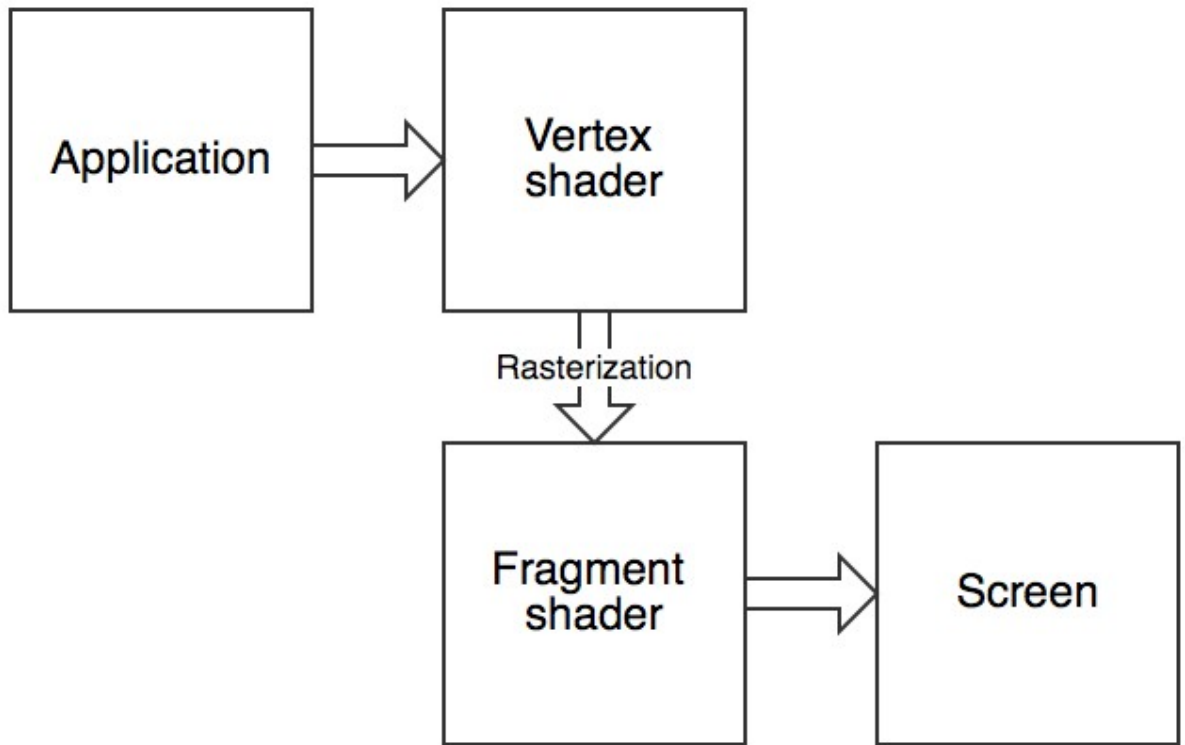 Application
Vertex
shader
Rasterization
Fragment
shader
Screen